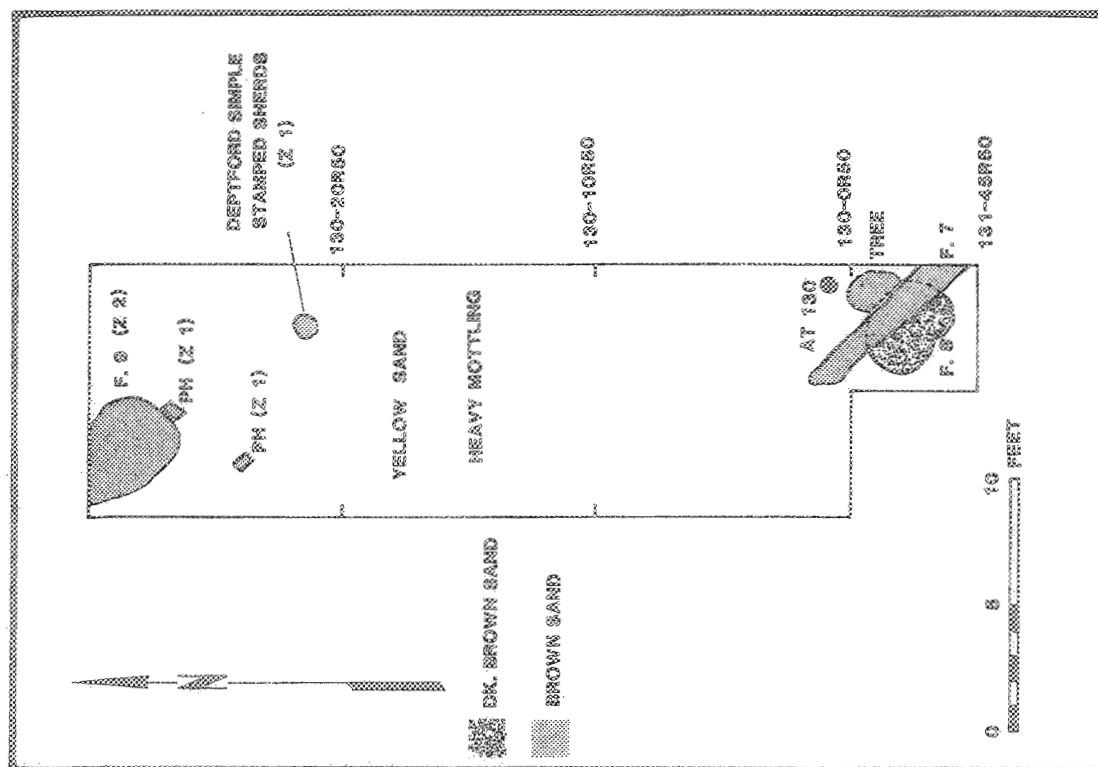 DEPTFORD SIMPLE
STAMPED SHERDS
(Z 1)
F. 9 (Z 2)
PH (Z 1)
PH (Z 1)
130-20R50
YELLOW SAND
HEAVY MOTTLING
130-10R50
AT 130
130-0R50
TREE
F. 7
F. 8
131-45R50
N
DK. BROWN SAND
BROWN SAND
0 5 10
FEET